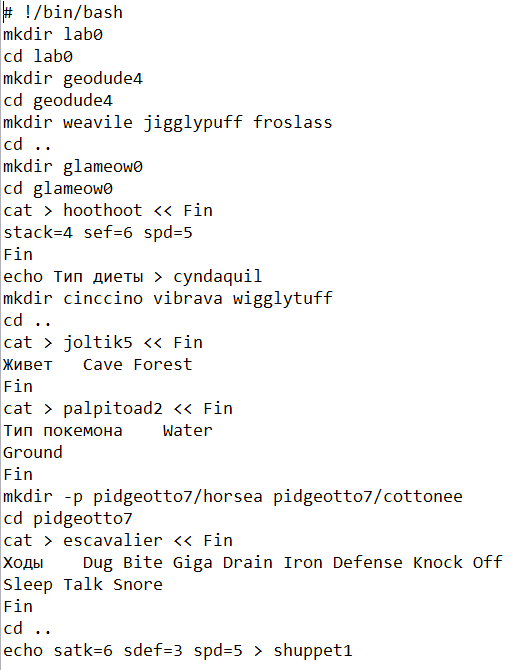 # !/bin/bash
mkdir lab0
cd lab0
mkdir geodude4
cd geodude4
mkdir weavile jigglypuff froslass
cd ..
mkdir glameow0
cd glameow0
cat > hoothoot << Fin
stack=4 sef=6 spd=5
Fin
echo Тип диеты > cyndaquil
mkdir cinccino vibrava wigglytuff
cd ..
cat > joltik5 << Fin
Живет   Cave Forest
Fin
cat > palpitoad2 << Fin
Тип покемона    Water
Ground
Fin
mkdir -p pidgeotto7/horsea pidgeotto7/cottonee
cd pidgeotto7
cat > escavalier << Fin
Ходы    Dug Bite Giga Drain Iron Defense Knock Off
Sleep Talk Snore
Fin
cd ..
echo satk=6 sdef=3 spd=5 > shuppet1